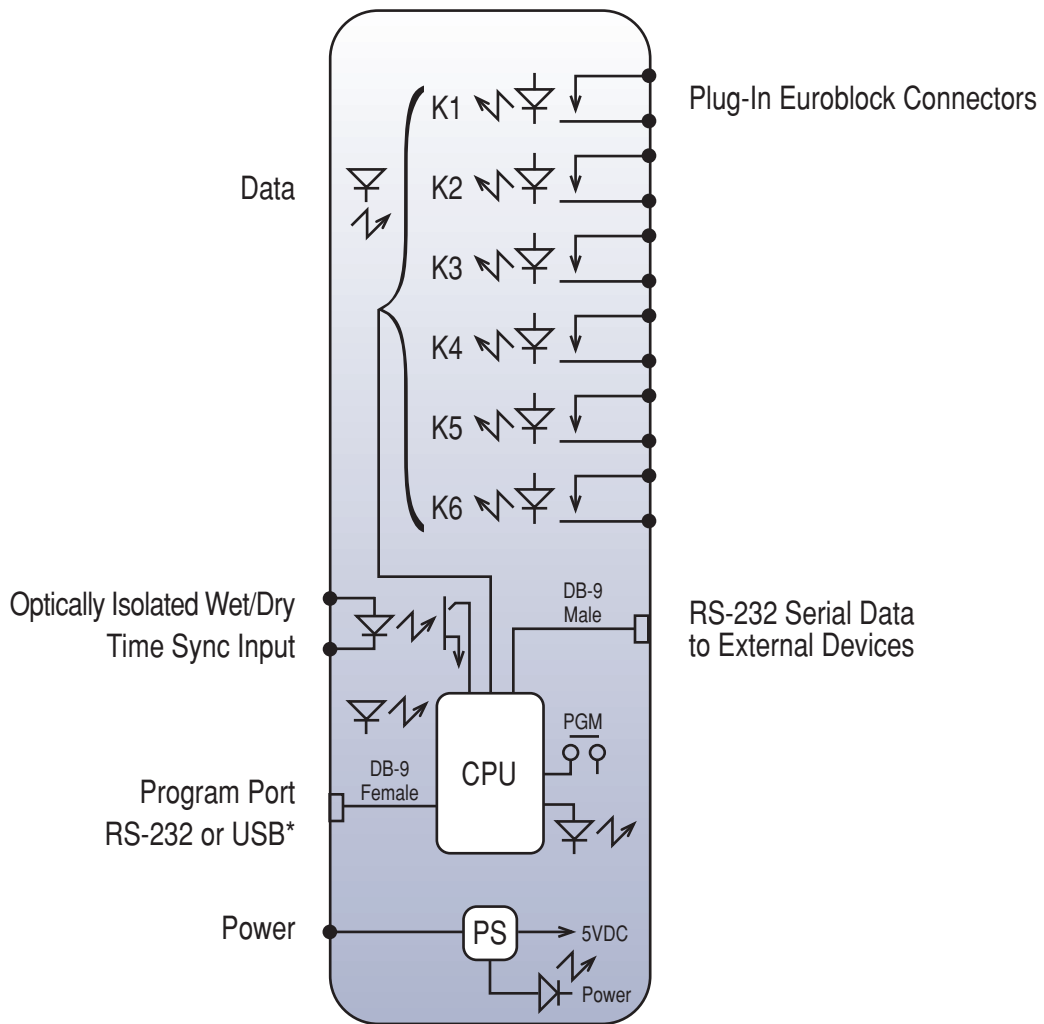 K1
Plug-In Euroblock Connectors
Data
K2
K3
K4
K5
K6
Optically Isolated Wet/Dry
Time Sync Input
DB-9
Male
RS-232 Serial Data
to External Devices
PGM
CPU
DB-9
Female
Program Port
RS-232 or USB*
Power
PS
5VDC
Power